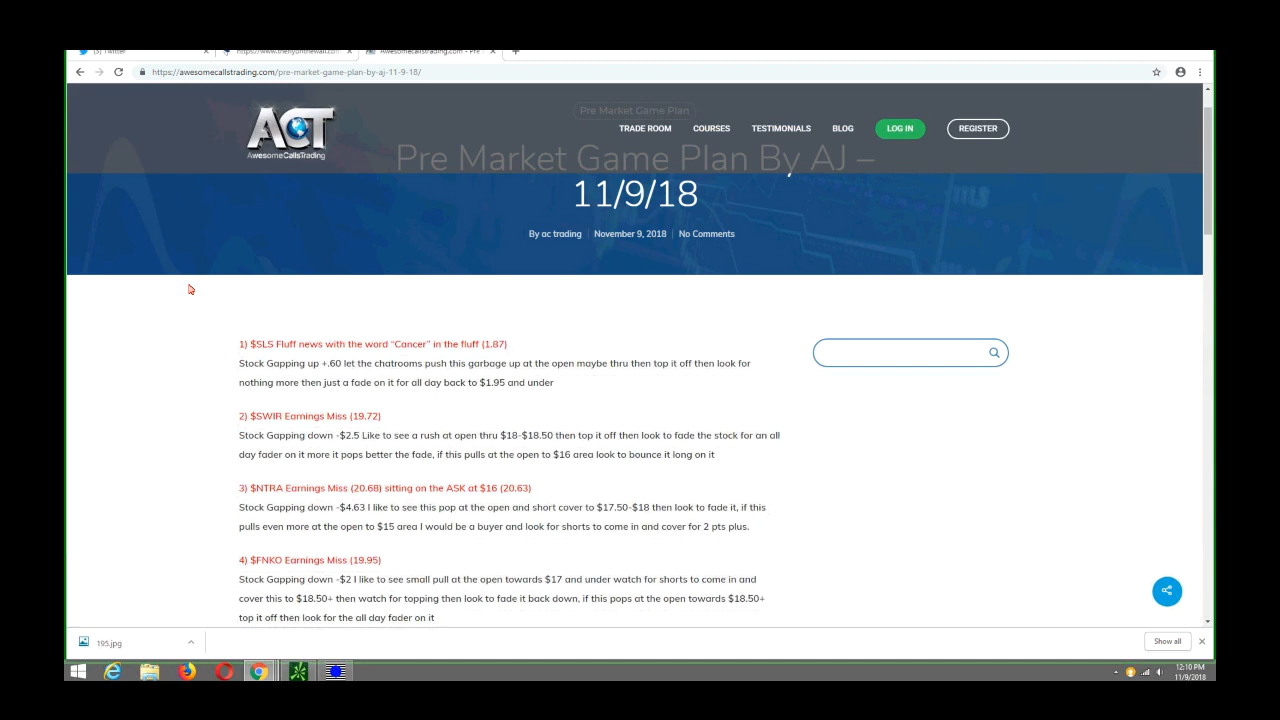 (5) Twitter
https://www.theflyonthewall.com
Awesomecallstrading.com - Pre
https://awesomecallstrading.com/pre-market-game-plan-by-aj-11-9-18/
Pre Market Game Plan
ACT
AwesomeCallsTrading
TRADE ROOM
COURSES
TESTIMONIALS
BLOG
LOG IN
REGISTER
Pre Market Game Plan By AJ –
11/9/18
By ac trading
November 9, 2018
No Comments
1) $SLS Fluff news with the word “Cancer” in the fluff (1.87)
Stock Gapping up +.60 let the chatrooms push this garbage up at the open maybe thru then top it off then look for
nothing more then just a fade on it for all day back to $1.95 and under
2) $SWIR Earnings Miss (19.72)
Stock Gapping down -$2.5 Like to see a rush at open thru $18-$18.50 then top it off then look to fade the stock for an all
day fader on it more it pops better the fade, if this pulls at the open to $16 area look to bounce it long on it
3) $NTRA Earnings Miss (20.68) sitting on the ASK at $16 (20.63)
Stock Gapping down -$4.63 I like to see this pop at the open and short cover to $17.50-$18 then look to fade it, if this
pulls even more at the open to $15 area I would be a buyer and look for shorts to come in and cover for 2 pts plus.
4) $FNKO Earnings Miss (19.95)
Stock Gapping down -$2 I like to see small pull at the open towards $17 and under watch for shorts to come in and
cover this to $18.50+ then watch for topping then look to fade it back down, if this pops at the open towards $18.50+
top it off then look for the all day fader on it
195.jpg
Show all
12:10 PM
11/9/2018